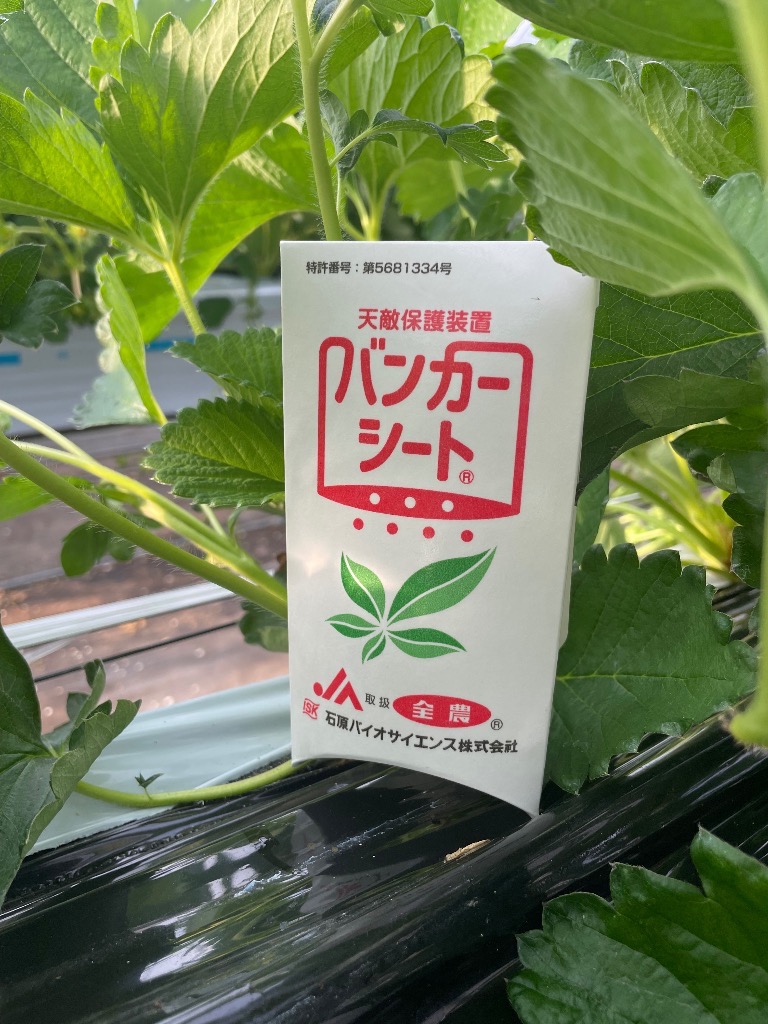 特許番号：第5681334号
天敵保護装置
バンカー
シート®
JA 取扱 全農®
SK 石原バイオサイエンス株式会社